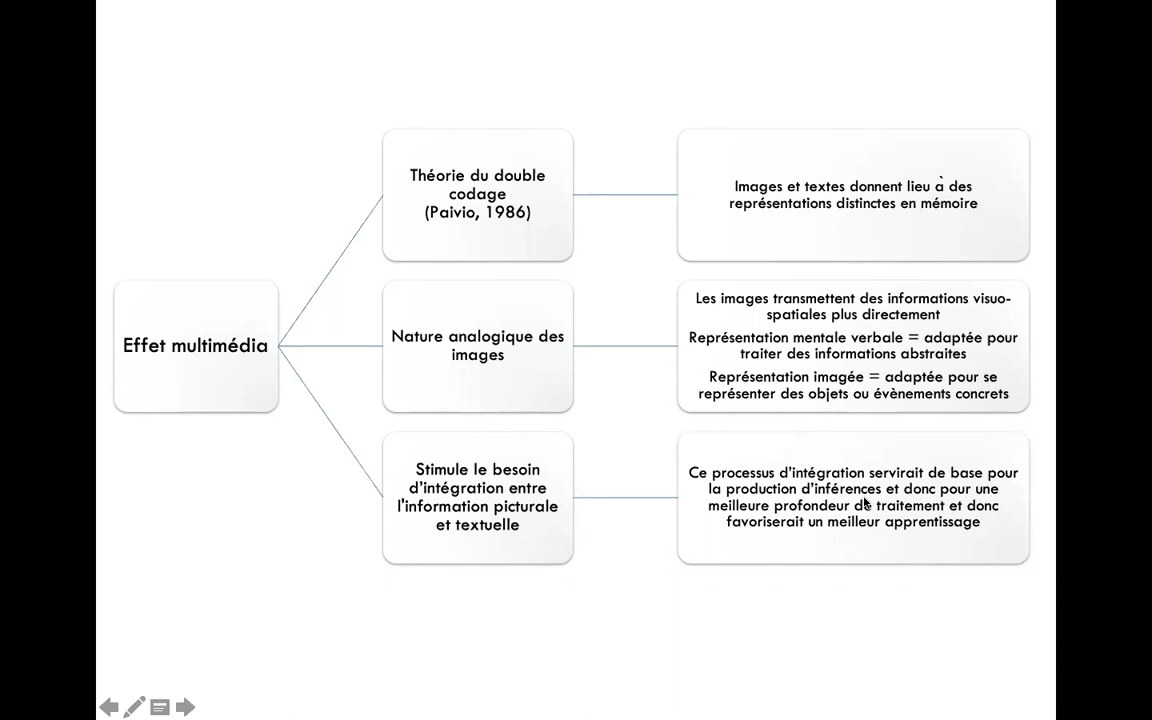 Effet multimédia
Théorie du double
codage
(Paivio, 1986)
Images et textes donnent lieu à des
représentations distinctes en mémoire
Nature analogique des
images
Les images transmettent des informations visuo-
spatiales plus directement
Représentation mentale verbale = adaptée pour
traiter des informations abstraites
Représentation imagée = adaptée pour se
représenter des objets ou évènements concrets
Stimule le besoin
d'intégration entre
l'information picturale
et textuelle
Ce processus d'intégration servirait de base pour
la production d'inférences et donc pour une
meilleure profondeur de traitement et donc
favoriserait un meilleur apprentissage